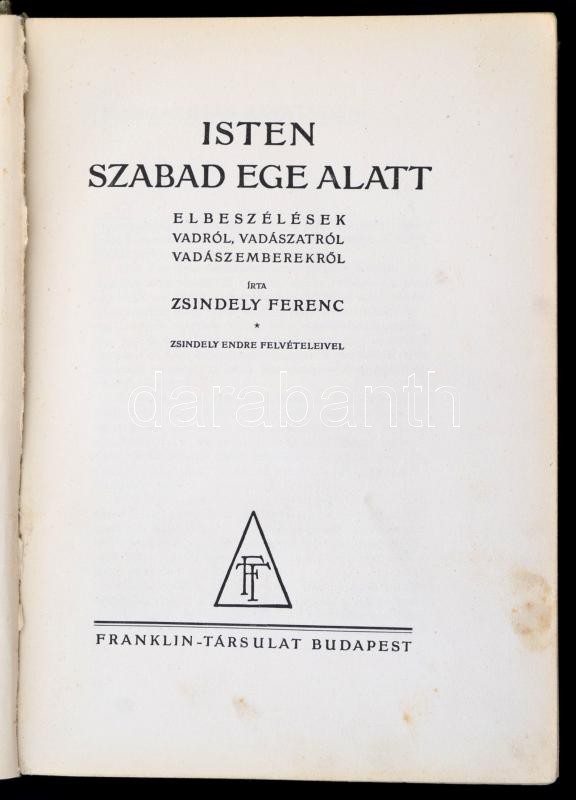 ISTEN
SZABAD EGE ALATT
ELBESZÉLÉSEK
VADRÓL, VADÁSZATRÓL
VADÁSZEMBEREKRŐL
ÍRTA
ZSINDELY FERENC
*
ZSINDELY ENDRE FELVÉTELEIVEL
darabanth
FT
FRANKLIN-TÁRSULAT BUDAPEST